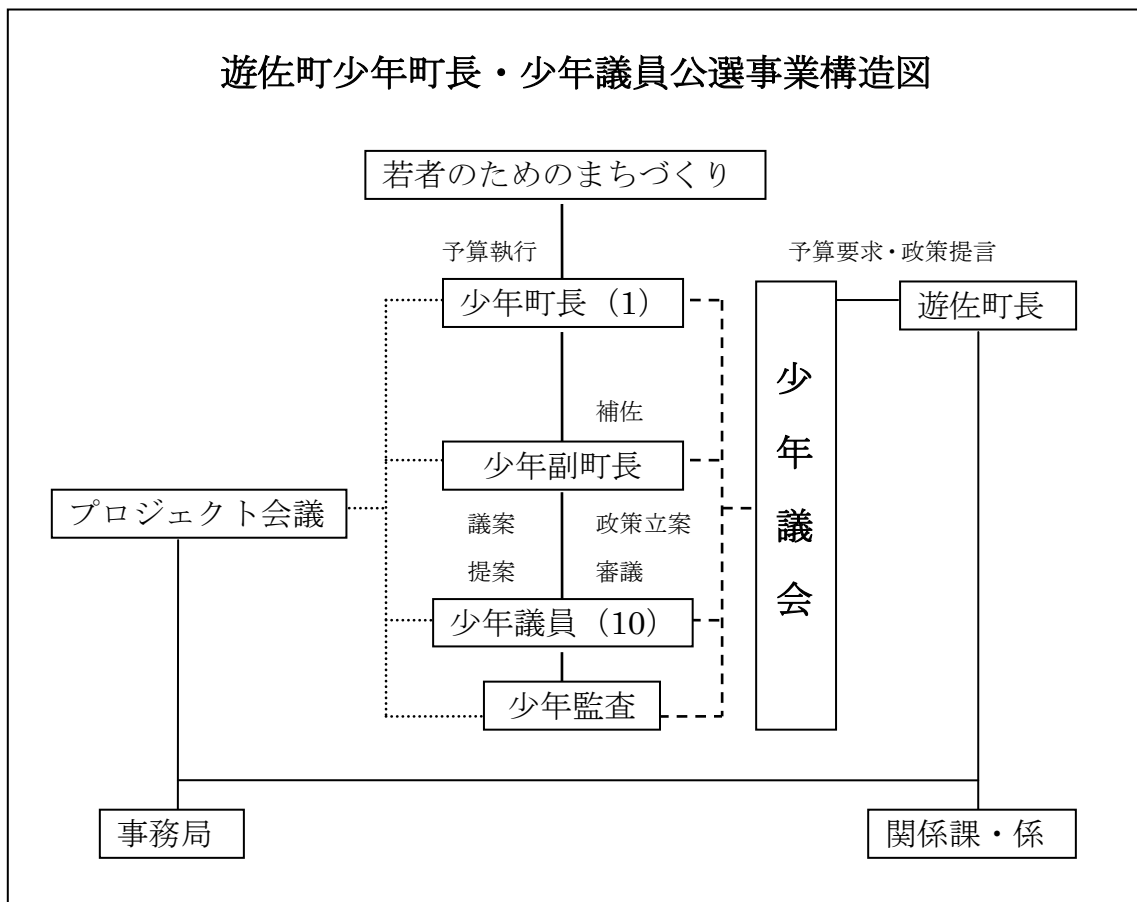 遊佐町少年町長・少年議員公選事業構造図
若者のためのまちづくり
予算執行
予算要求・政策提言
少年町長（1）
遊佐町長
少年議会
補佐
少年副町長
プロジェクト会議
議案
政策立案
提案
審議
少年議員（10）
少年監査
事務局
関係課・係